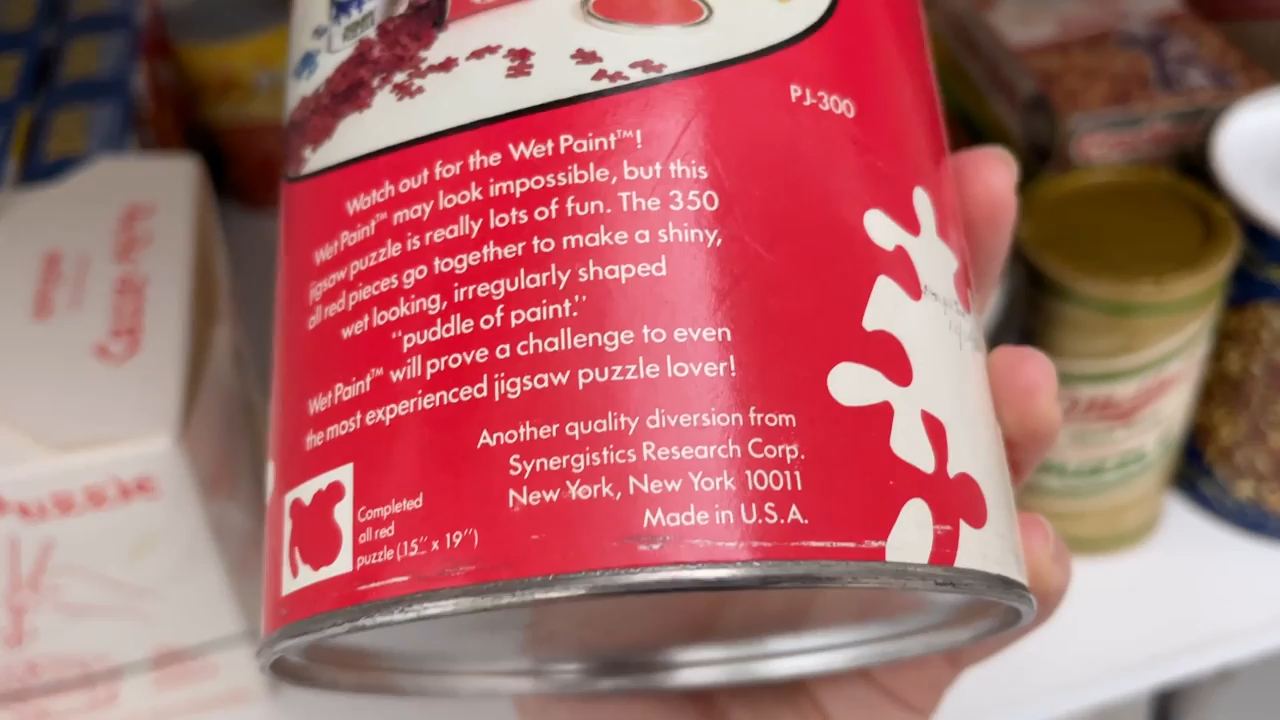 PJ-300
Watch out for the Wet Paint™!
Wet Paint™ may look impossible, but this
jigsaw puzzle is really lots of fun. The 350
all red pieces go together to make a shiny,
wet looking, irregularly shaped
“puddle of paint.”
Wet Paint™ will prove a challenge to even
the most experienced jigsaw puzzle lover!
Another quality diversion from
Synergistics Research Corp.
New York, New York 10011
Made in U.S.A.
Completed
all red
puzzle (15″ x 19″)
Puzzle